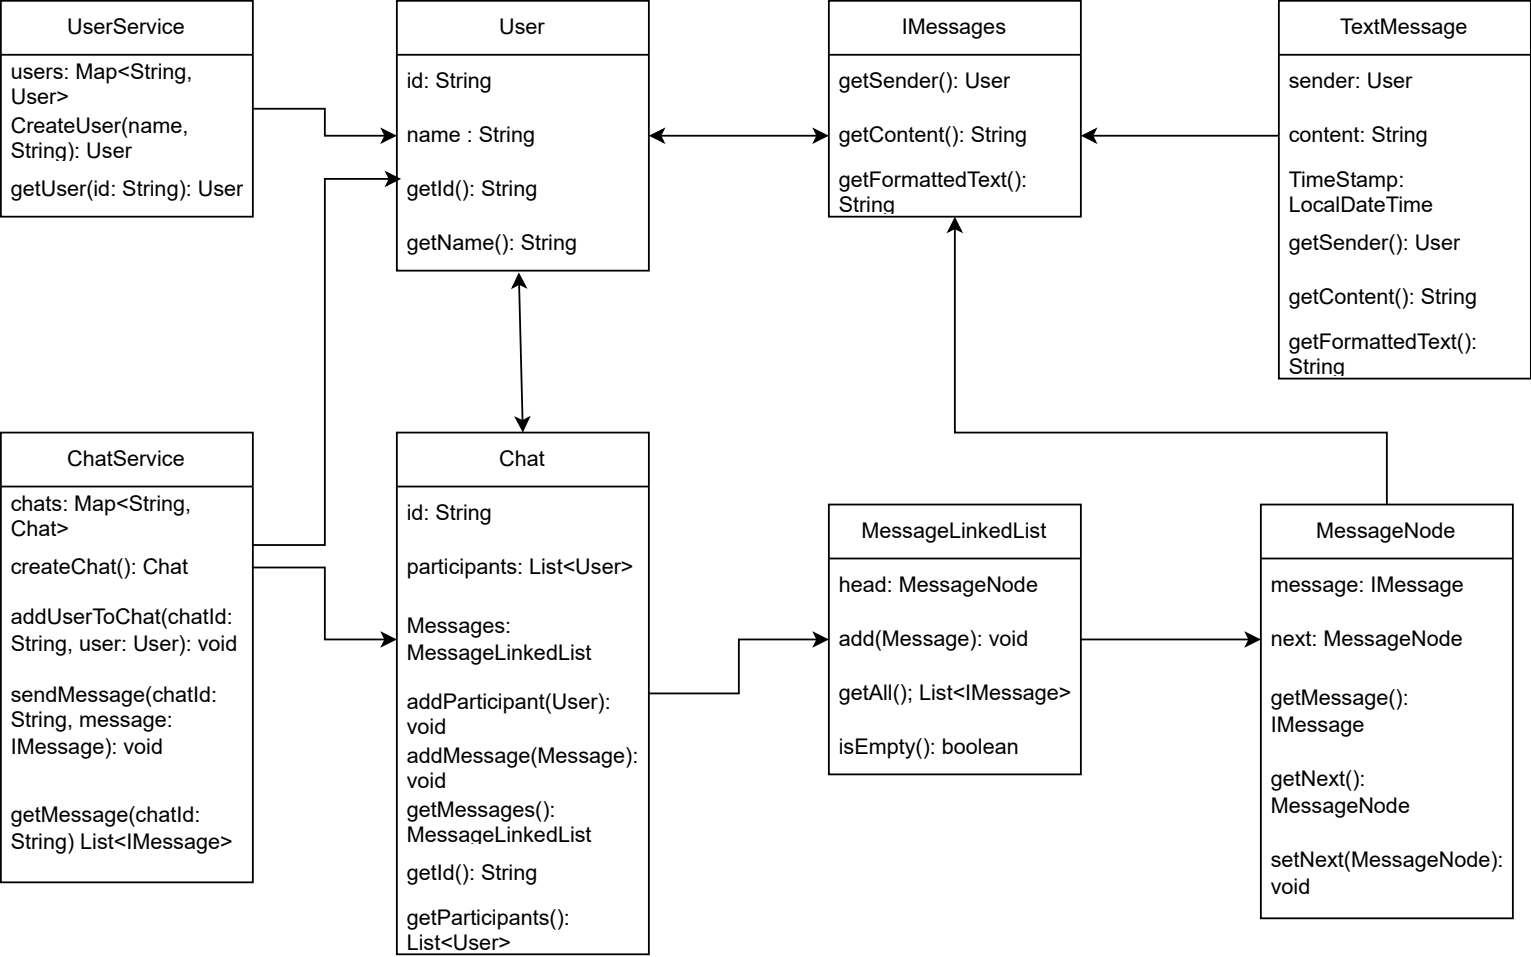 UserService
users: Map<String,
User>
CreateUser(name,
String): User
getUser(id: String): User
User
id: String
name : String
getId(): String
getName(): String
IMessages
getSender(): User
getContent(): String
getFormattedText():
String
TextMessage
sender: User
content: String
TimeStamp:
LocalDateTime
getSender(): User
getContent(): String
getFormattedText():
String
ChatService
chats: Map<String,
Chat>
createChat(): Chat
addUserToChat(chatId:
String, user: User): void
sendMessage(chatId:
String, message:
IMessage): void
getMessage(chatId:
String) List<IMessage>
Chat
id: String
participants: List<User>
Messages:
MessageLinkedList
addParticipant(User):
void
addMessage(Message):
void
getMessages():
MessageLinkedList
getId(): String
getParticipants():
List<User>
MessageLinkedList
head: MessageNode
add(Message): void
getAll(); List<IMessage>
isEmpty(): boolean
MessageNode
message: IMessage
next: MessageNode
getMessage():
IMessage
getNext():
MessageNode
setNext(MessageNode):
void